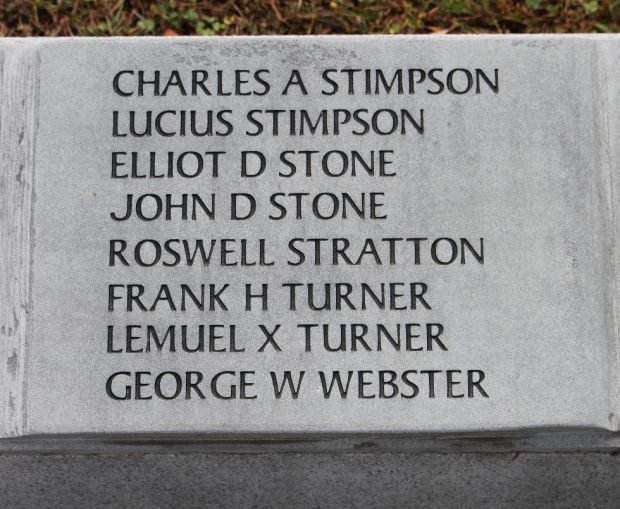 CHARLES A STIMPSON
LUCIUS STIMPSON
ELLIOT D STONE
JOHN D STONE
ROSWELL STRATTON
FRANK H TURNER
LEMUEL X TURNER
GEORGE W WEBSTER